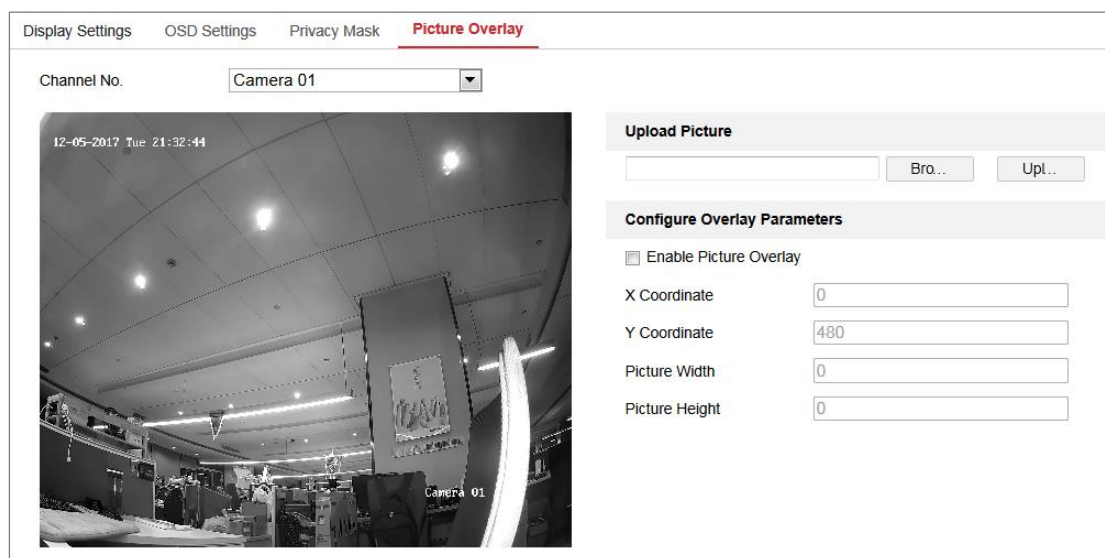 Display Settings OSD Settings Privacy Mask Picture Overlay
Channel No. Camera 01
12-05-2017 Tue 21:32:44
Camera 01
Upload Picture
Bro... Upl...
Configure Overlay Parameters
Enable Picture Overlay
X Coordinate 0
Y Coordinate 480
Picture Width 0
Picture Height 0